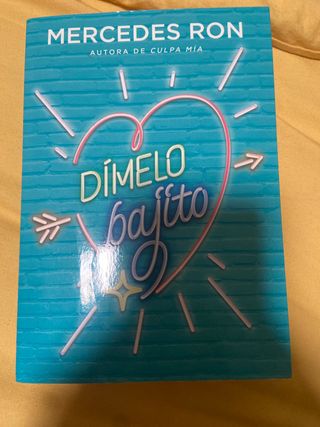 MERCEDES RON
AUTORA DE CULPA MÍA
DÍMELO
bajito